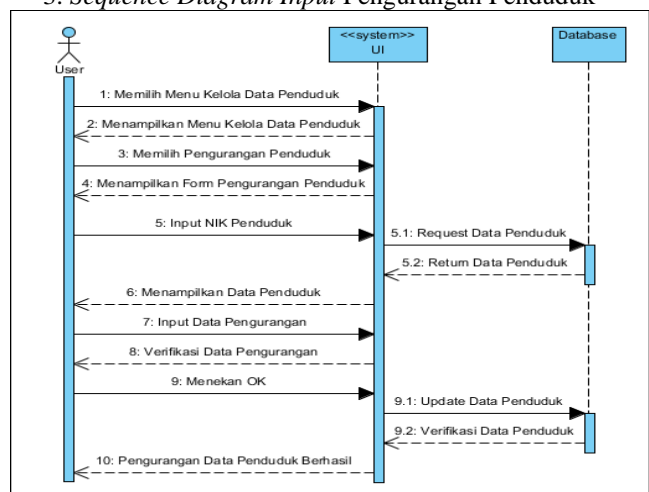 3. Sequence Diagram Input Pengurangan Penduduk
<<system>>
UI
Database
User
1: Memilih Menu Kelola Data Penduduk
2: Menampilkan Menu Kelola Data Penduduk
3: Memilih Pengurangan Penduduk
4: Menampilkan Form Pengurangan Penduduk
5: Input NIK Penduduk
5.1: Request Data Penduduk
5.2: Return Data Penduduk
6: Menampilkan Data Penduduk
7: Input Data Pengurangan
8: Verifikasi Data Pengurangan
9: Menekan OK
9.1: Update Data Penduduk
9.2: Verifikasi Data Penduduk
10: Pengurangan Data Penduduk Berhasil